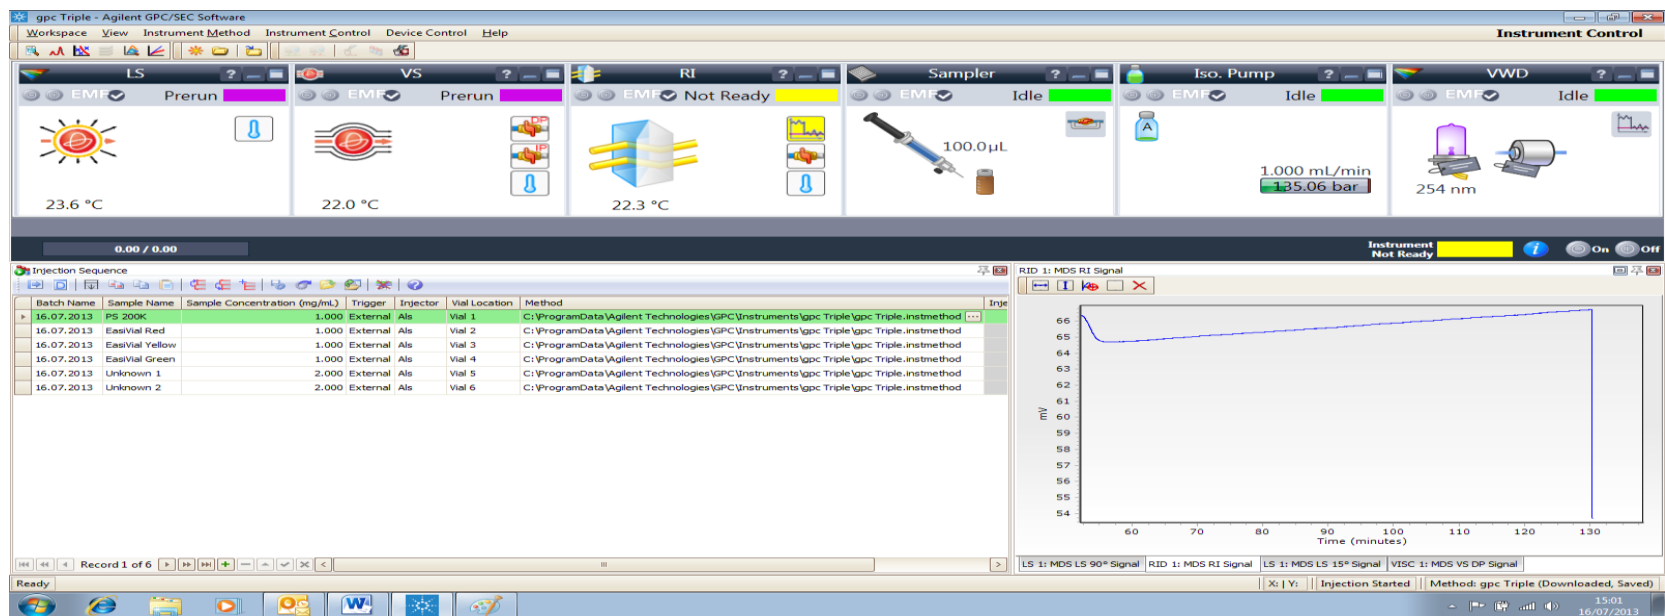 gpc Triple - Agilent GPC/SEC Software
Workspace View Instrument Method Instrument Control Device Control Help
Instrument Control
LS ? VS ? RI ? Sampler ? Iso. Pump ? VWD ?
EMF Prerun EMF Prerun EMF Not Ready EMF Idle EMF Idle EMF Idle
DP
A
100.0µL
IP
1.000 mL/min
135.06 bar
254 nm
23.6 °C 22.0 °C 22.3 °C
0.00 / 0.00
Instrument Not Ready
On Off
Injection Sequence
Batch Name Sample Name Sample Concentration (mg/mL) Trigger Injector Vial Location Method Inje
16.07.2013 PS 200K 1.000 External Als Vial 1 C:\ProgramData\Agilent Technologies\GPC\Instruments\gpc Triple\gpc Triple.instmethod ...
16.07.2013 EasiVial Red 1.000 External Als Vial 2 C:\ProgramData\Agilent Technologies\GPC\Instruments\gpc Triple\gpc Triple.instmethod
16.07.2013 EasiVial Yellow 1.000 External Als Vial 3 C:\ProgramData\Agilent Technologies\GPC\Instruments\gpc Triple\gpc Triple.instmethod
16.07.2013 EasiVial Green 1.000 External Als Vial 4 C:\ProgramData\Agilent Technologies\GPC\Instruments\gpc Triple\gpc Triple.instmethod
16.07.2013 Unknown 1 2.000 External Als Vial 5 C:\ProgramData\Agilent Technologies\GPC\Instruments\gpc Triple\gpc Triple.instmethod
16.07.2013 Unknown 2 2.000 External Als Vial 6 C:\ProgramData\Agilent Technologies\GPC\Instruments\gpc Triple\gpc Triple.instmethod
Record 1 of 6
RID 1: MDS RI Signal
66
65
64
63
62
61
60
59
58
57
56
55
54
mV
60 70 80 90 100 110 120 130
Time (minutes)
LS 1: MDS LS 90° Signal RID 1: MDS RI Signal LS 1: MDS LS 15° Signal VISC 1: MDS VS DP Signal
Ready
X: | Y: Injection Started Method: gpc Triple (Downloaded, Saved)
15:01
16/07/2013